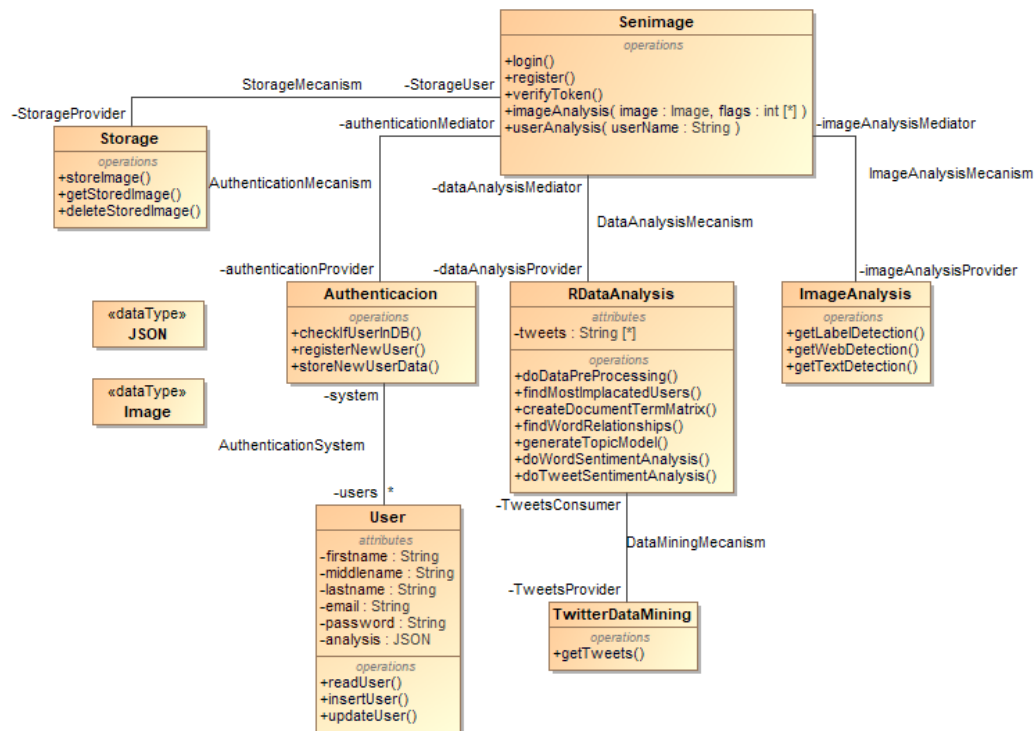 Senimage
operations
+login()
+register()
+verifyToken()
+imageAnalysis( image : Image, flags : int [*] )
+userAnalysis( userName : String )
StorageMecanism
-StorageUser
-StorageProvider
-authenticationMediator
-imageAnalysisMediator
Storage
operations
+storeImage()
+getStoredImage()
+deleteStoredImage()
AuthenticationMecanism
-dataAnalysisMediator
ImageAnalysisMecanism
DataAnalysisMecanism
-authenticationProvider
-dataAnalysisProvider
-imageAnalysisProvider
«dataType»
JSON
«dataType»
Image
Authenticacion
operations
+checkIfUserInDB()
+registerNewUser()
+storeNewUserData()
RDataAnalysis
attributes
-tweets : String [*]
operations
+doDataPreProcessing()
+findMostImplacatedUsers()
+createDocumentTermMatrix()
+findWordRelationships()
+generateTopicModel()
+doWordSentimentAnalysis()
+doTweetSentimentAnalysis()
ImageAnalysis
operations
+getLabelDetection()
+getWebDetection()
+getTextDetection()
-system
AuthenticationSystem
-users *
User
attributes
-firstname : String
-middlename : String
-lastname : String
-email : String
-password : String
-analysis : JSON
operations
+readUser()
+insertUser()
+updateUser()
-TweetsConsumer
DataMiningMecanism
-TweetsProvider
TwitterDataMining
operations
+getTweets()